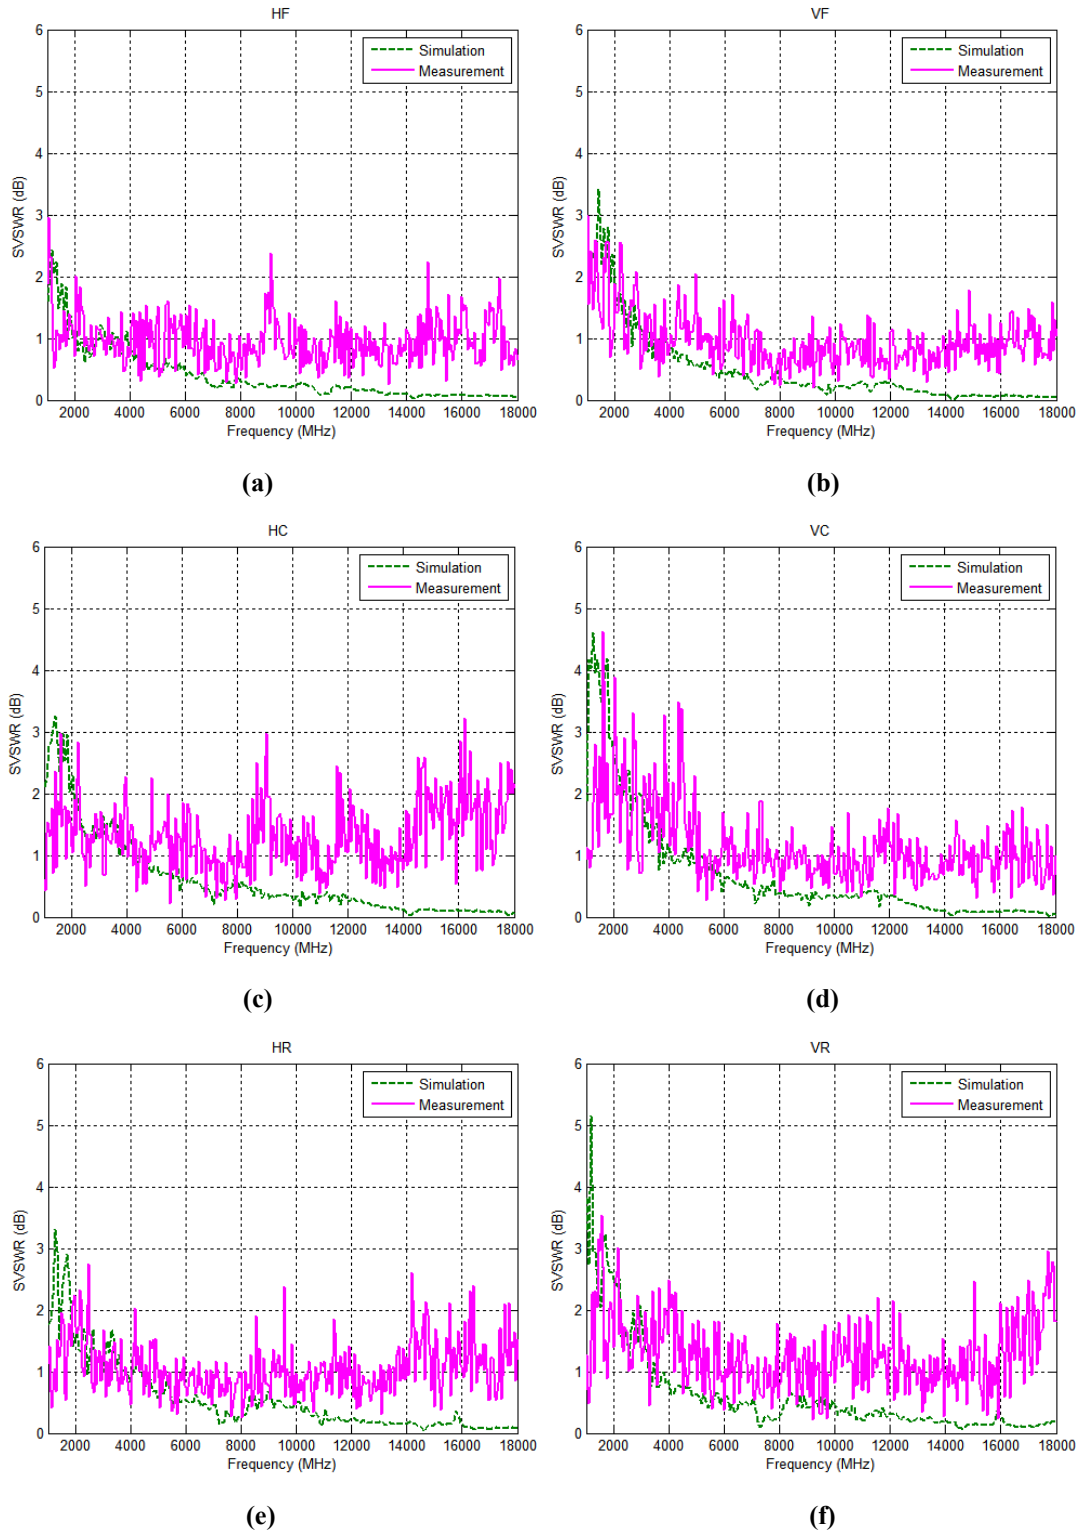 HF
Simulation
Measurement
SVSWR (dB)
6
5
4
3
2
1
0
2000 4000 6000 8000 10000 12000 14000 16000 18000
Frequency (MHz)
(a)
VF
Simulation
Measurement
SVSWR (dB)
6
5
4
3
2
1
0
2000 4000 6000 8000 10000 12000 14000 16000 18000
Frequency (MHz)
(b)
HC
Simulation
Measurement
SVSWR (dB)
6
5
4
3
2
1
0
2000 4000 6000 8000 10000 12000 14000 16000 18000
Frequency (MHz)
(c)
VC
Simulation
Measurement
SVSWR (dB)
6
5
4
3
2
1
0
2000 4000 6000 8000 10000 12000 14000 16000 18000
Frequency (MHz)
(d)
HR
Simulation
Measurement
SVSWR (dB)
6
5
4
3
2
1
0
2000 4000 6000 8000 10000 12000 14000 16000 18000
Frequency (MHz)
(e)
VR
Simulation
Measurement
SVSWR (dB)
6
5
4
3
2
1
0
2000 4000 6000 8000 10000 12000 14000 16000 18000
Frequency (MHz)
(f)